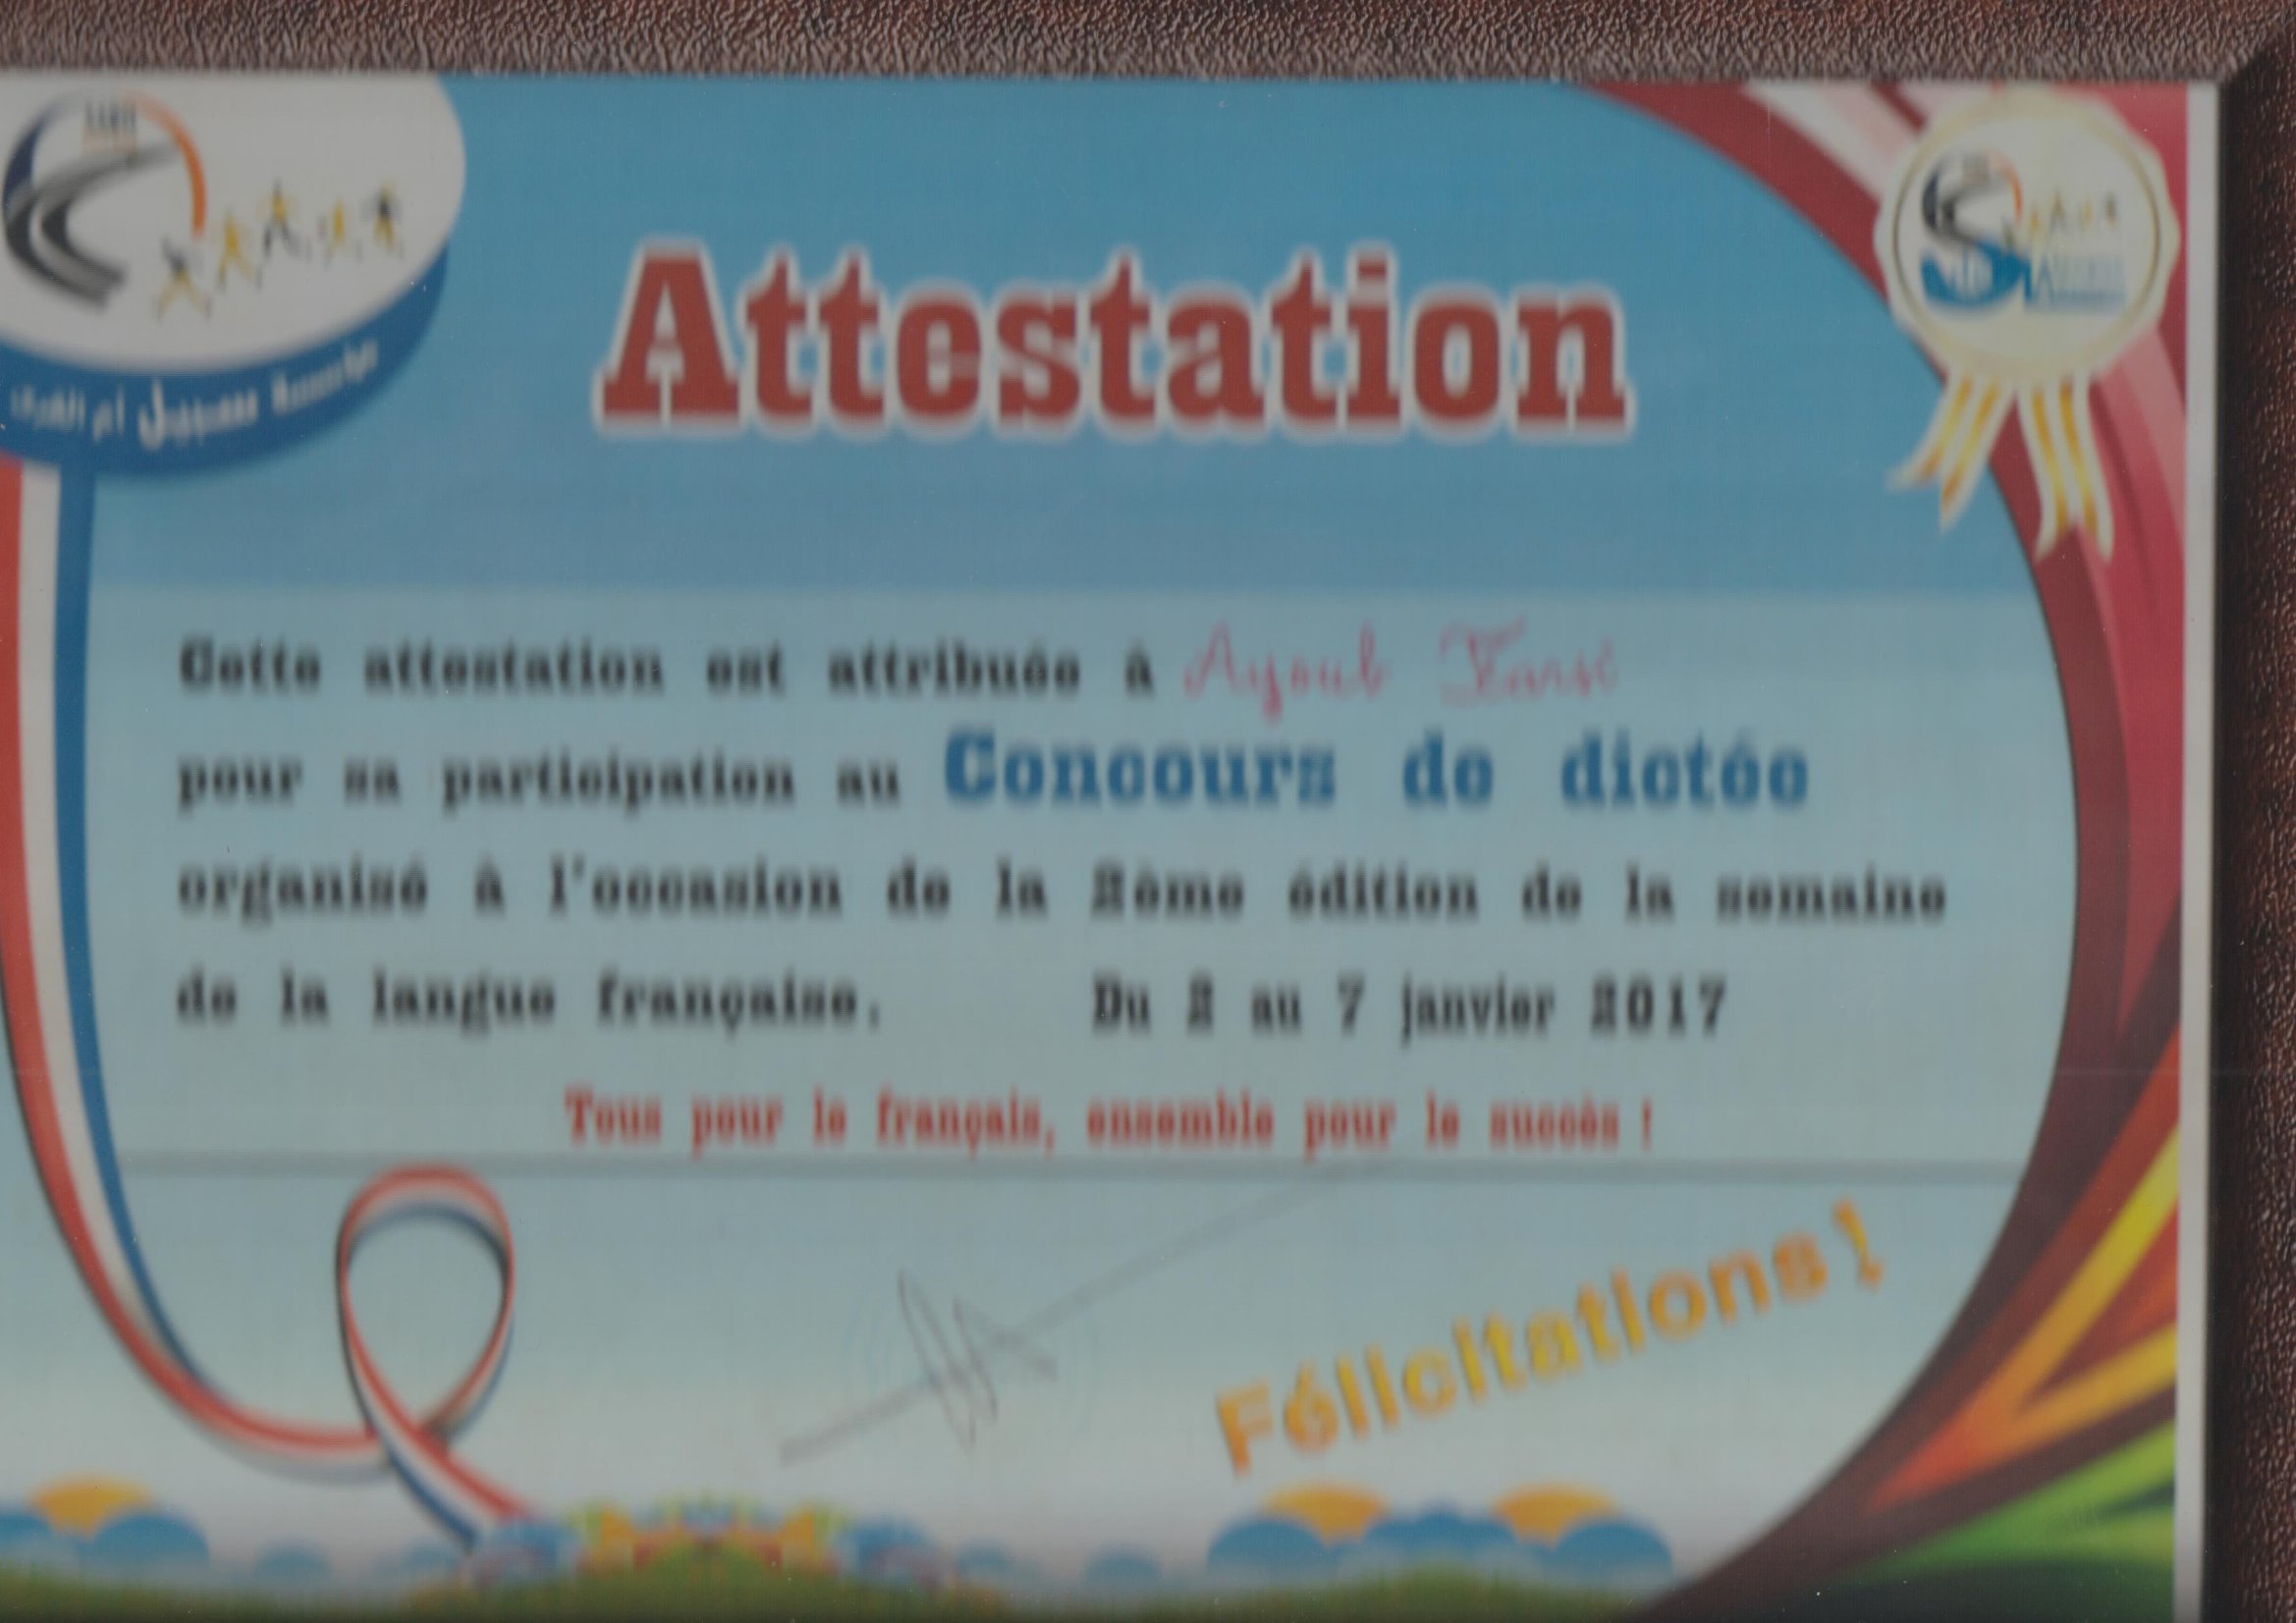 Attestation
Cette attestation est attribuée à Ayoub
pour sa participation au Concours de dictée
organisé à l'occasion de la 2ème édition de la semaine
de la langue française. Du 2 au 7 janvier 2017
Tous pour le français, ensemble pour le succès !
Félicitations !